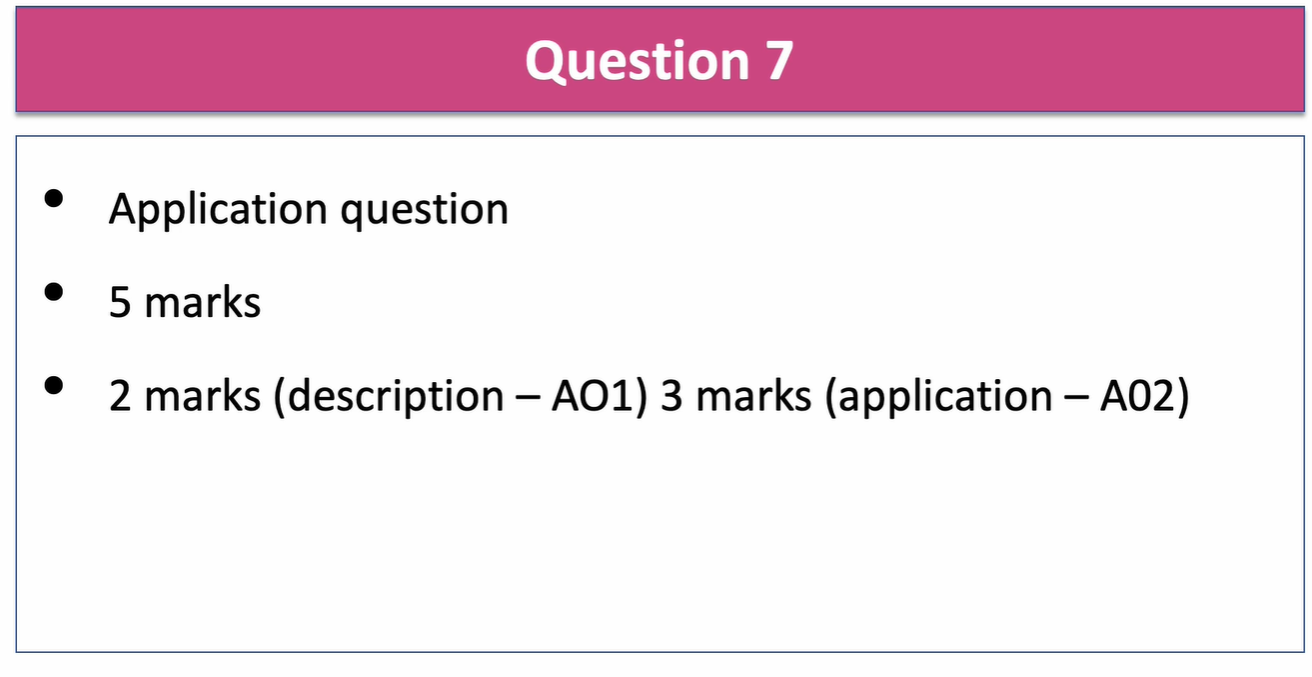 Question 7
• Application question
• 5 marks
• 2 marks (description – AO1) 3 marks (application – A02)